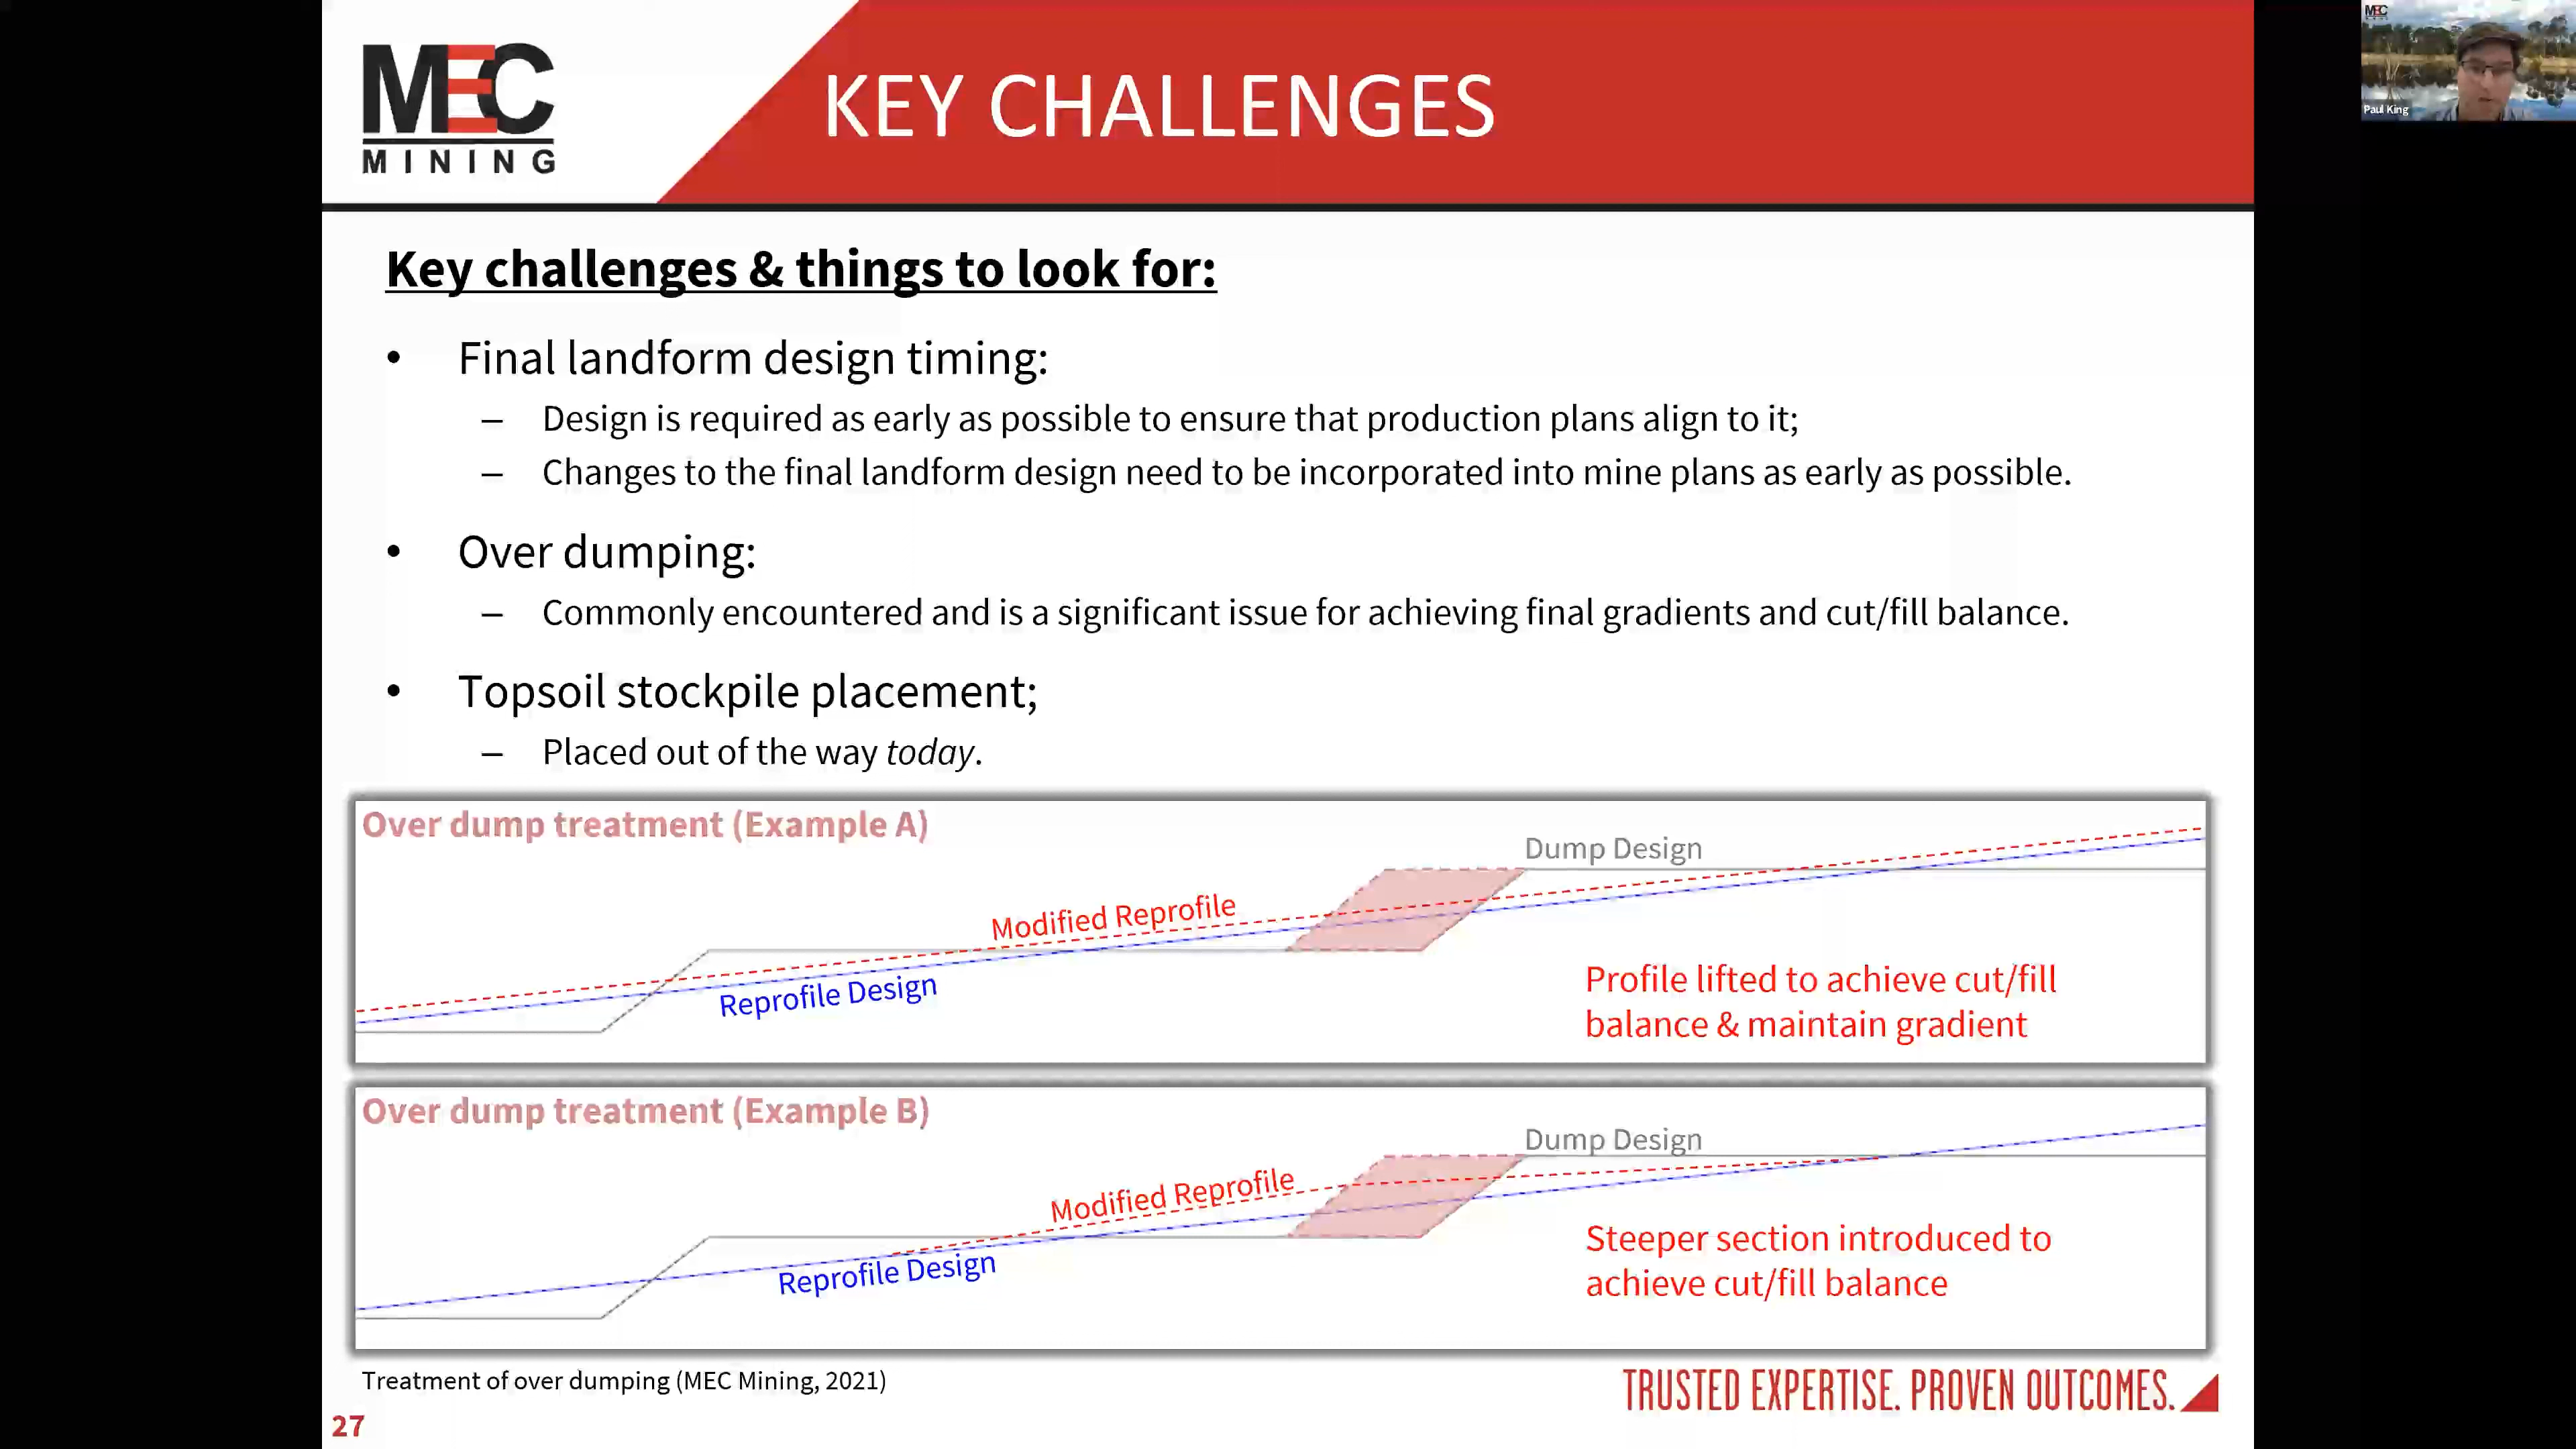 MEC
MINING
KEY CHALLENGES
MEC
Paul King
Key challenges & things to look for:
• Final landform design timing:
– Design is required as early as possible to ensure that production plans align to it;
– Changes to the final landform design need to be incorporated into mine plans as early as possible.
• Over dumping:
– Commonly encountered and is a significant issue for achieving final gradients and cut/fill balance.
• Topsoil stockpile placement;
– Placed out of the way today.
Over dump treatment (Example A)
Dump Design
Modified Reprofile
Reprofile Design
Profile lifted to achieve cut/fill
balance & maintain gradient
Over dump treatment (Example B)
Dump Design
Modified Reprofile
Reprofile Design
Steeper section introduced to
achieve cut/fill balance
Treatment of over dumping (MEC Mining, 2021)
TRUSTED EXPERTISE. PROVEN OUTCOMES.
27